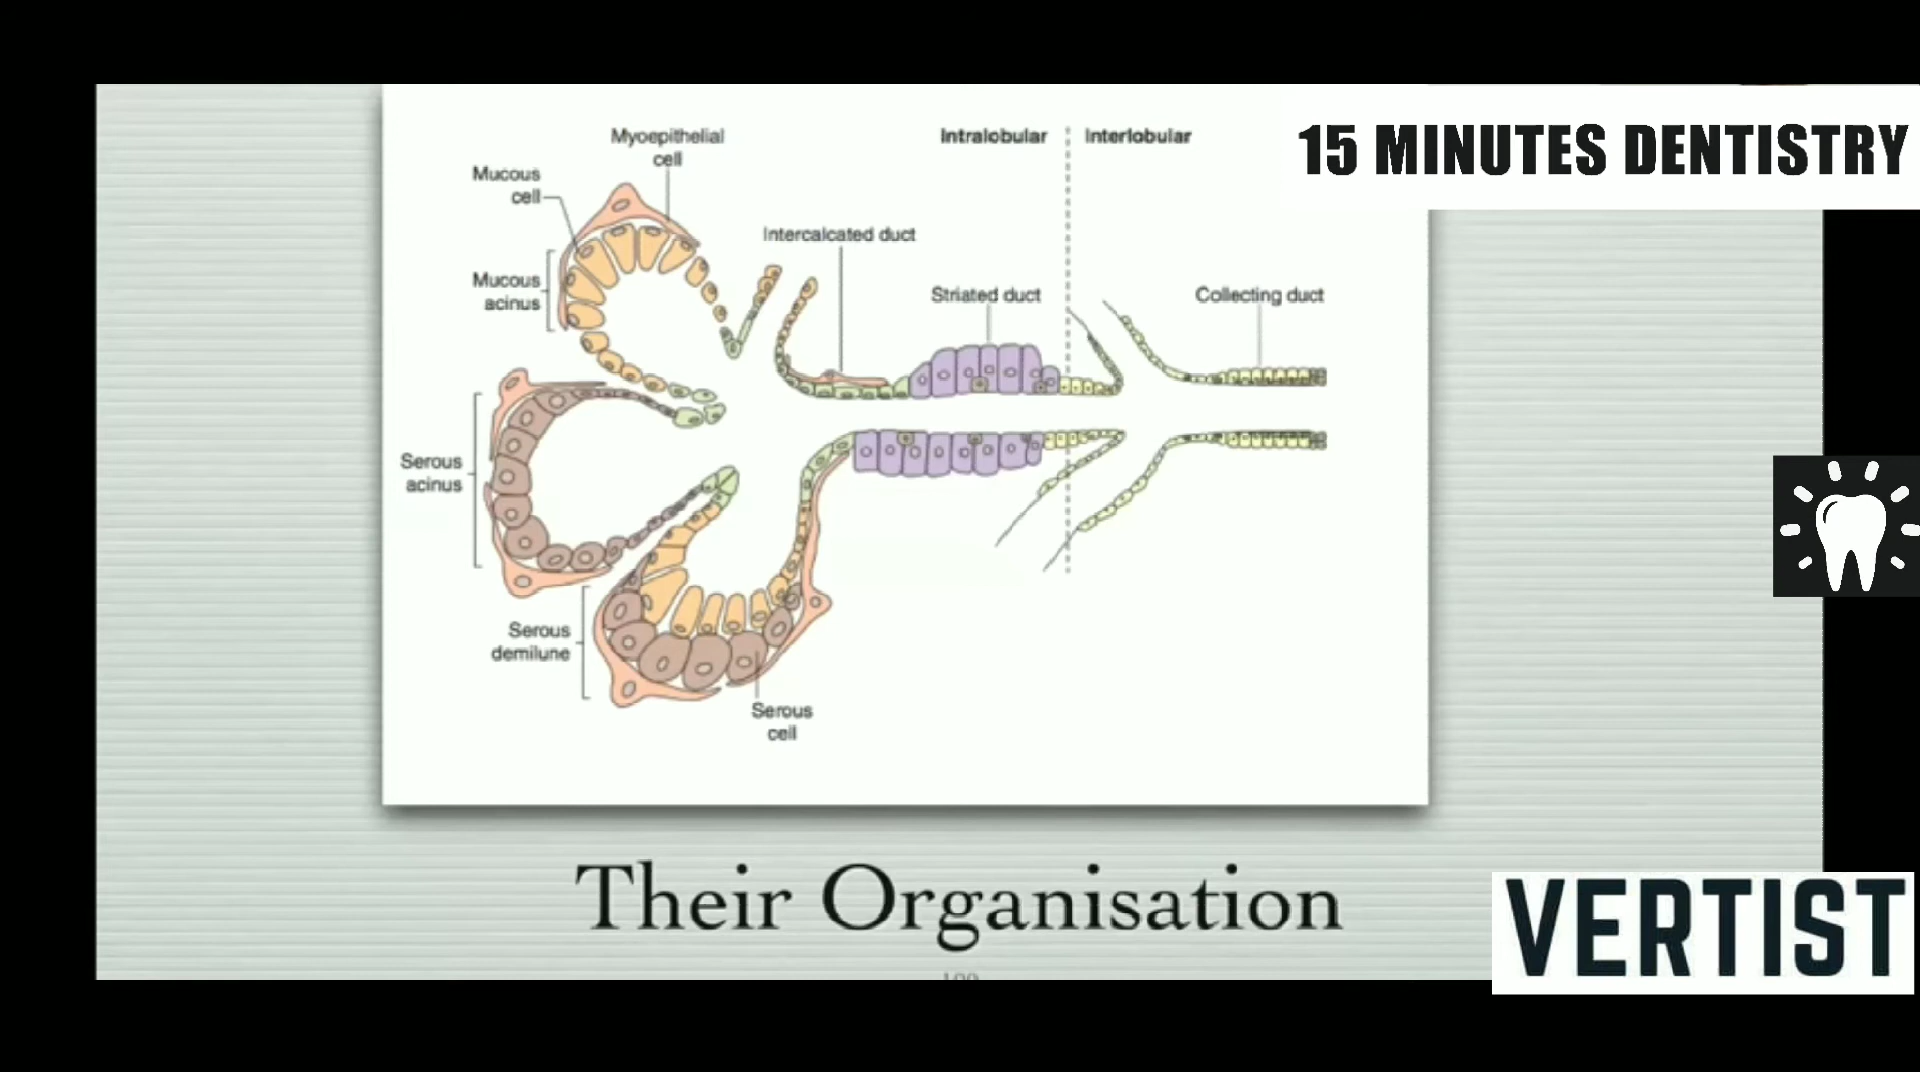 Myoepithelial
cell
Intralobular
Interlobular
15 MINUTES DENTISTRY
Mucous
cell
Intercalcated duct
Mucous
acinus
Striated duct
Collecting duct
Serous
acinus
Serous
demilune
Serous
cell
Their Organisation
VERTIST